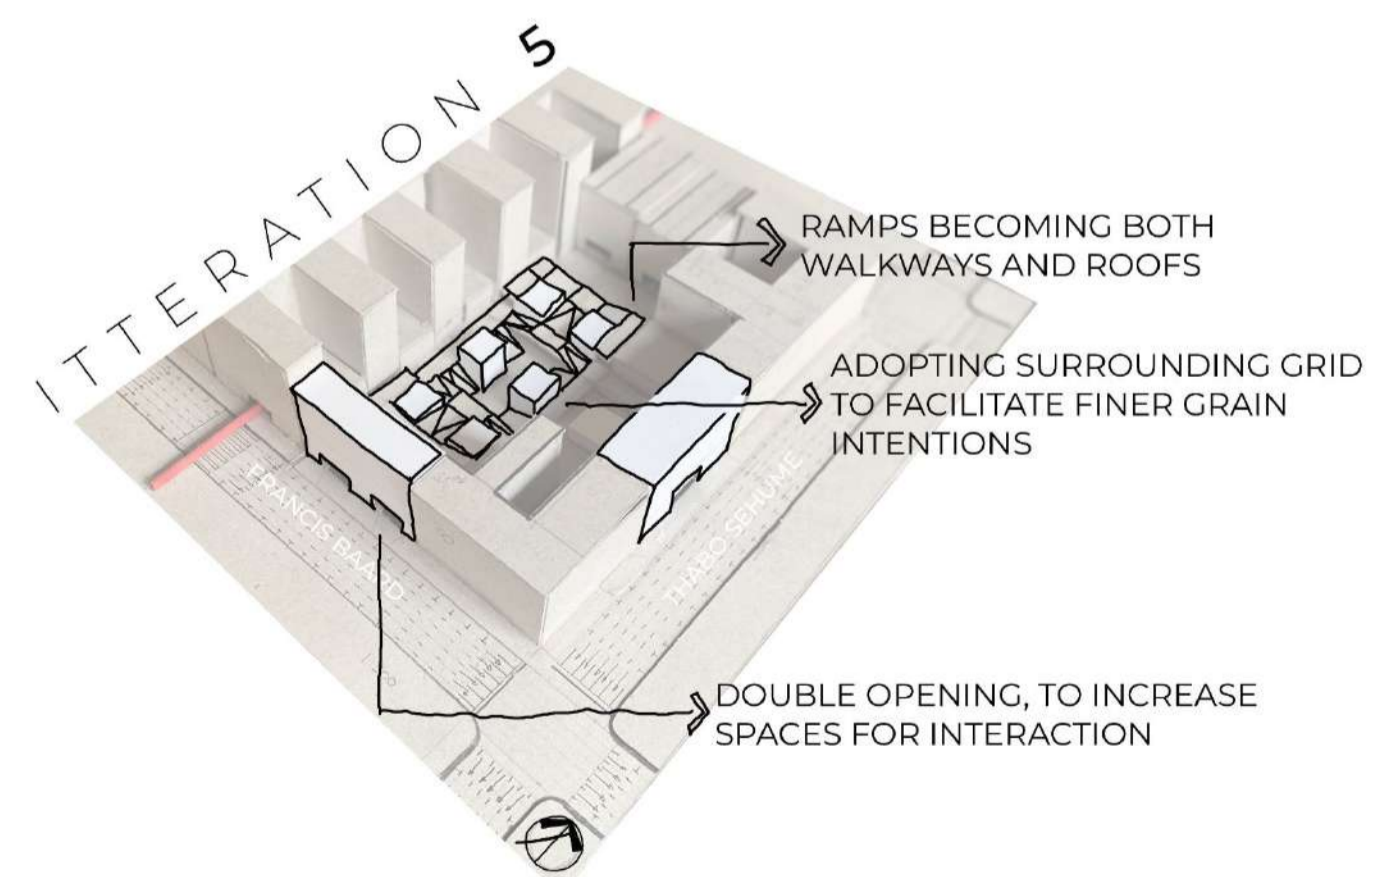 ITTERATION 5
RAMPS BECOMING BOTH
WALKWAYS AND ROOFS
ADOPTING SURROUNDING GRID
TO FACILITATE FINER GRAIN
INTENTIONS
FRANCIS BAARD
THABO SEHUME
DOUBLE OPENING, TO INCREASE
SPACES FOR INTERACTION